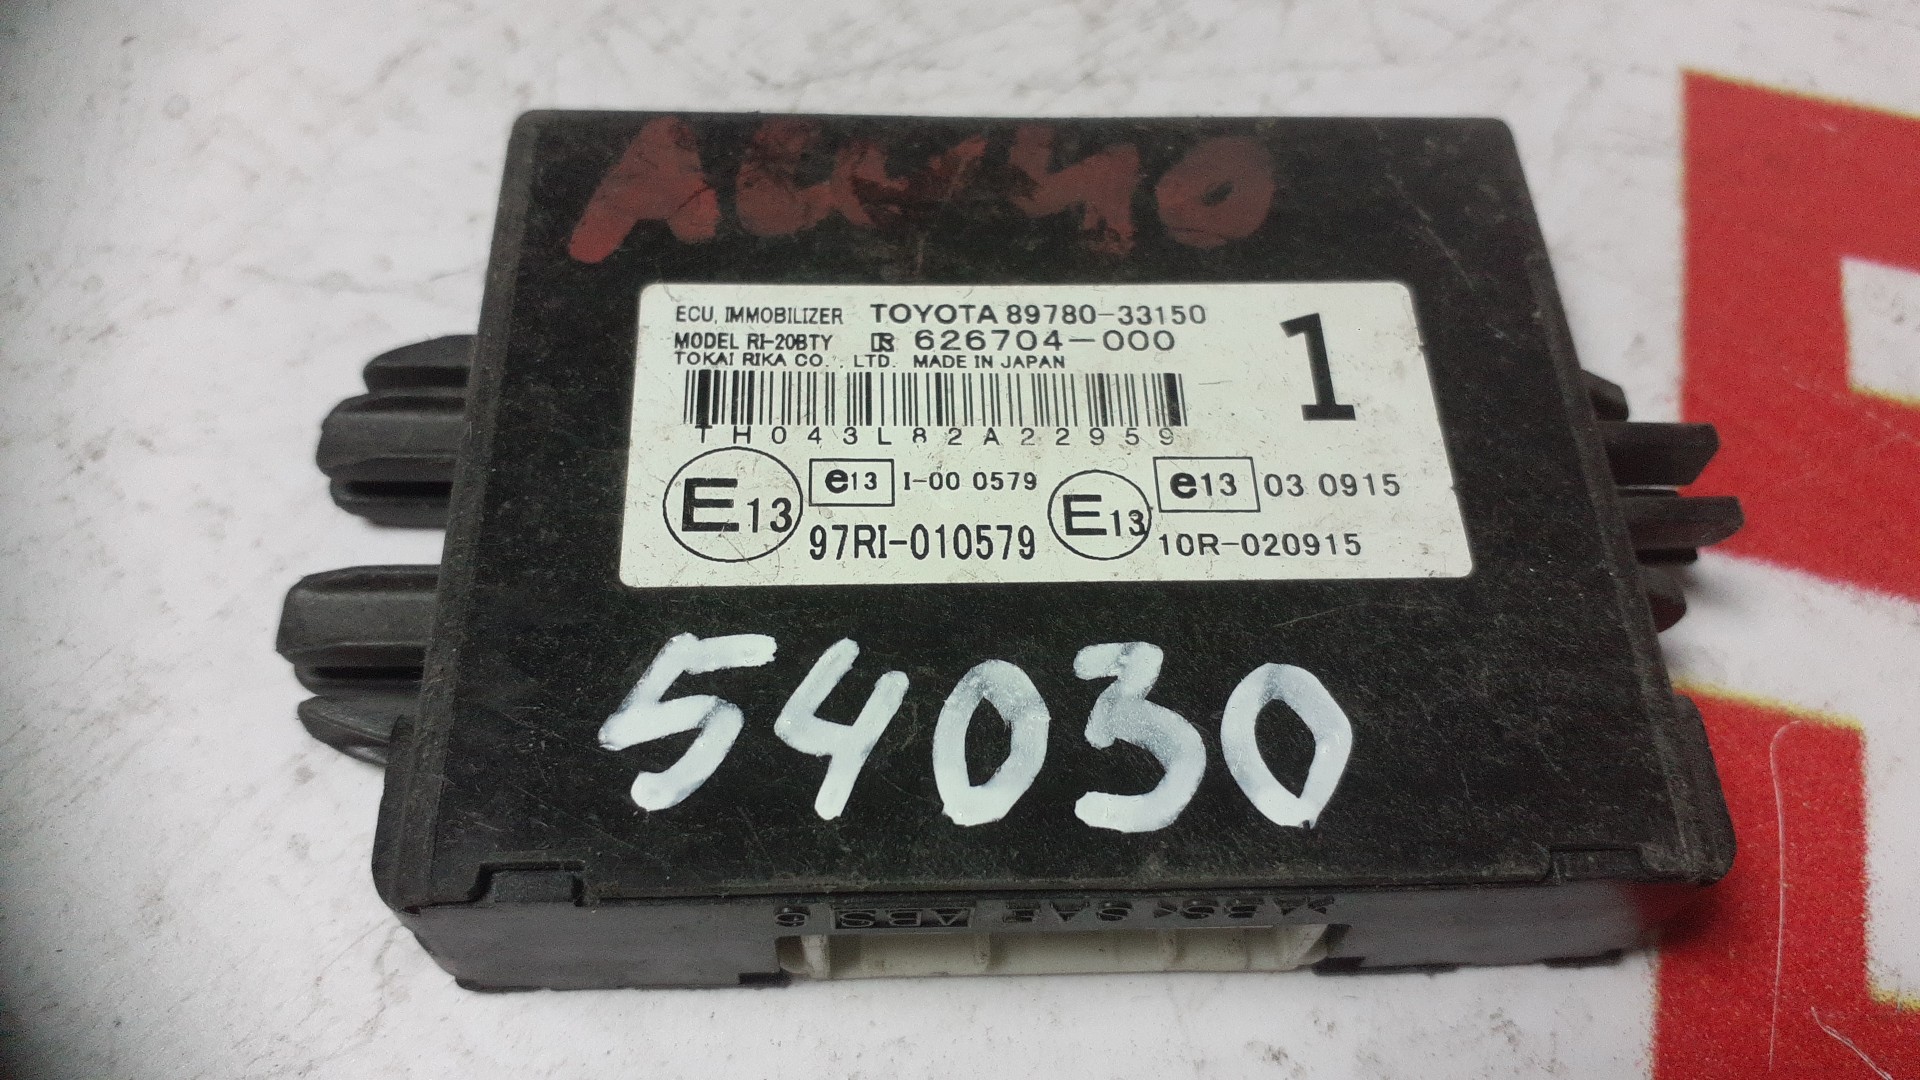 ECU, IMMOBILIZER TOYOTA 89780-33150
MODEL RI-20BTY 626704-000
TOKAI RIKA CO., LTD. MADE IN JAPAN
1
TH043L82A22959
E13 e13 I-00 0579 E13 e13 03 0915
97RI-010579 10R-020915
54030
ABS